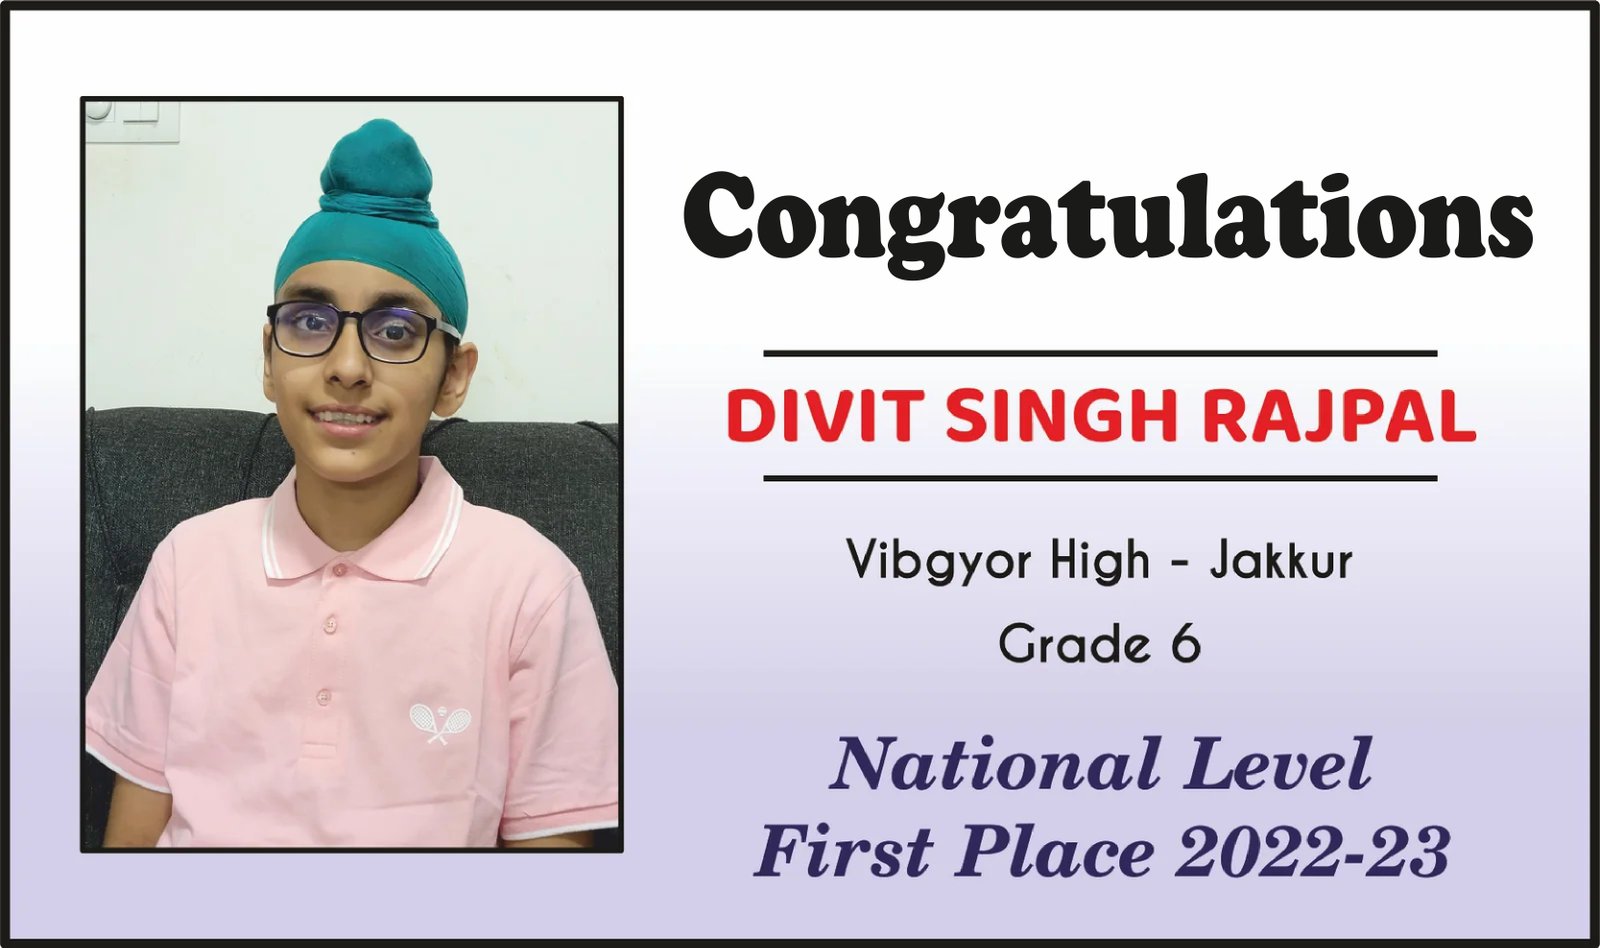 Congratulations
DIVIT SINGH RAJPAL
Vibgyor High - Jakkur
Grade 6
National Level
First Place 2022-23